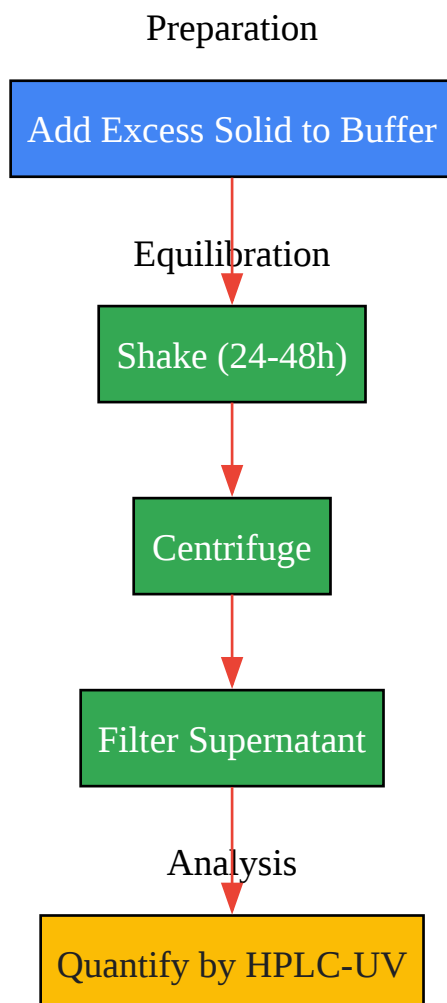 Preparation
Add Excess Solid to Buffer
Equilibration
Shake (24-48h)
Centrifuge
Filter Supernatant
Analysis
Quantify by HPLC-UV